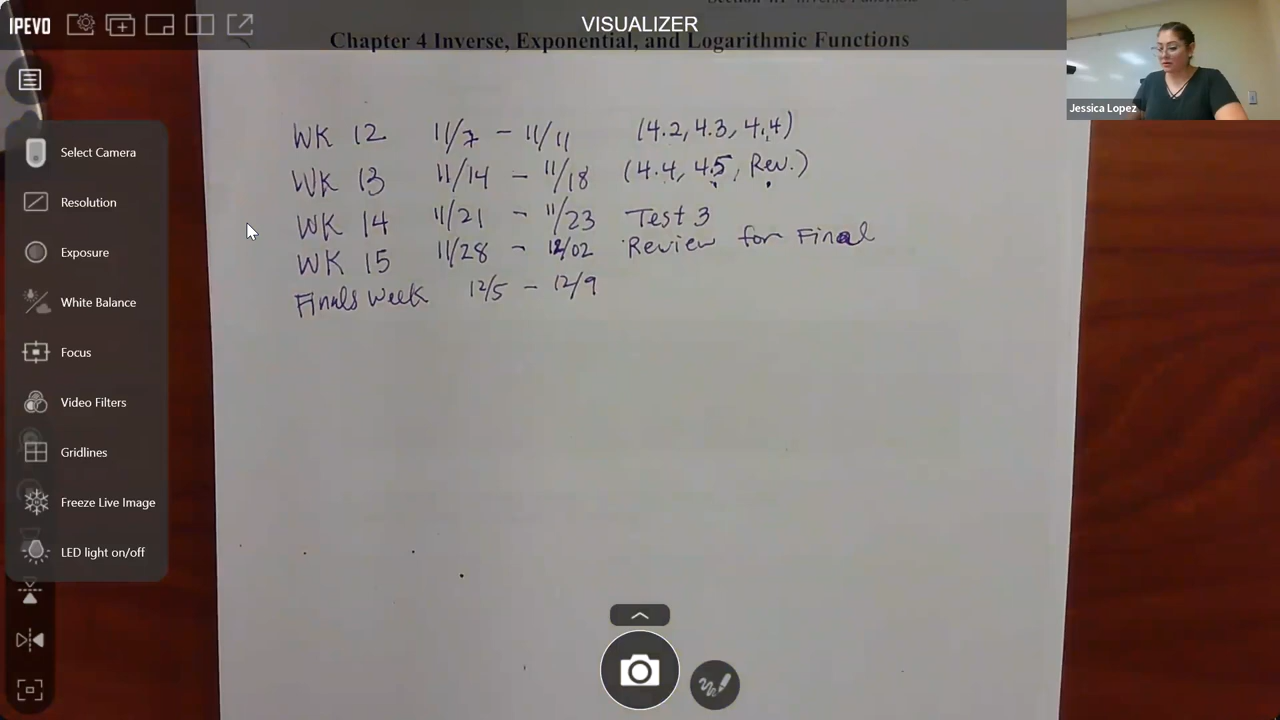 IPEVO
VISUALIZER
Chapter 4 Inverse, Exponential, and Logarithmic Functions
Jessica Lopez
Select Camera
Resolution
Exposure
White Balance
Focus
Video Filters
Gridlines
Freeze Live Image
LED light on/off
WK 12 11/7 - 11/11 (4.2, 4.3, 4.4)
WK 13 11/14 - 11/18 (4.4, 4.5, Rev.)
WK 14 11/21 - 11/23 Test 3
WK 15 11/28 - 12/02 Review for Final
Finals Week 12/5 - 12/9